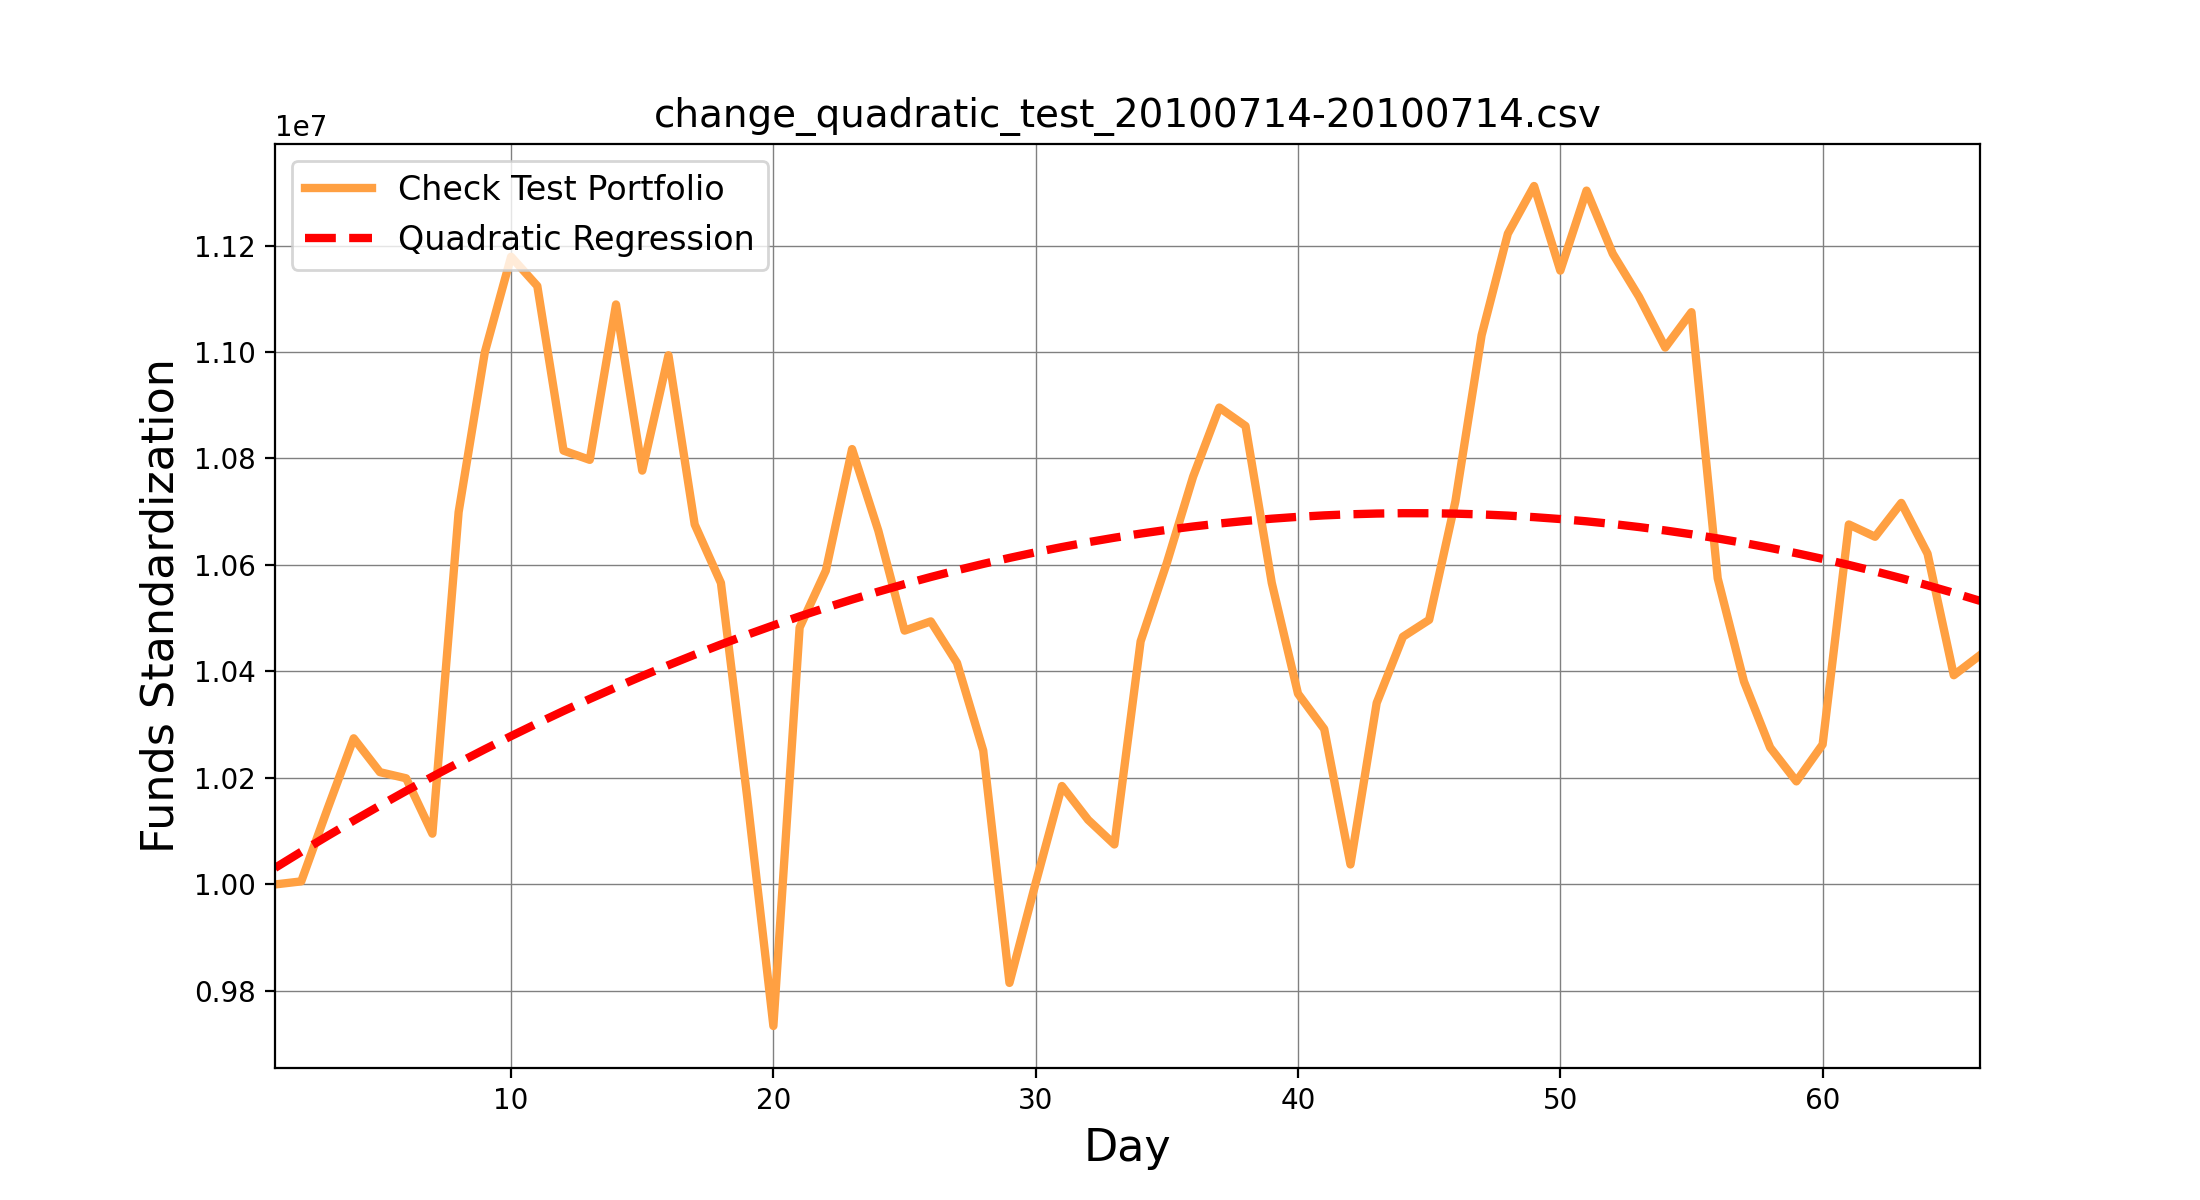 change_quadratic_test_20100714-20100714.csv
1e7
Check Test Portfolio
Quadratic Regression
1.12
1.10
1.08
1.06
1.04
1.02
1.00
0.98
Funds Standardization
10 20 30 40 50 60
Day